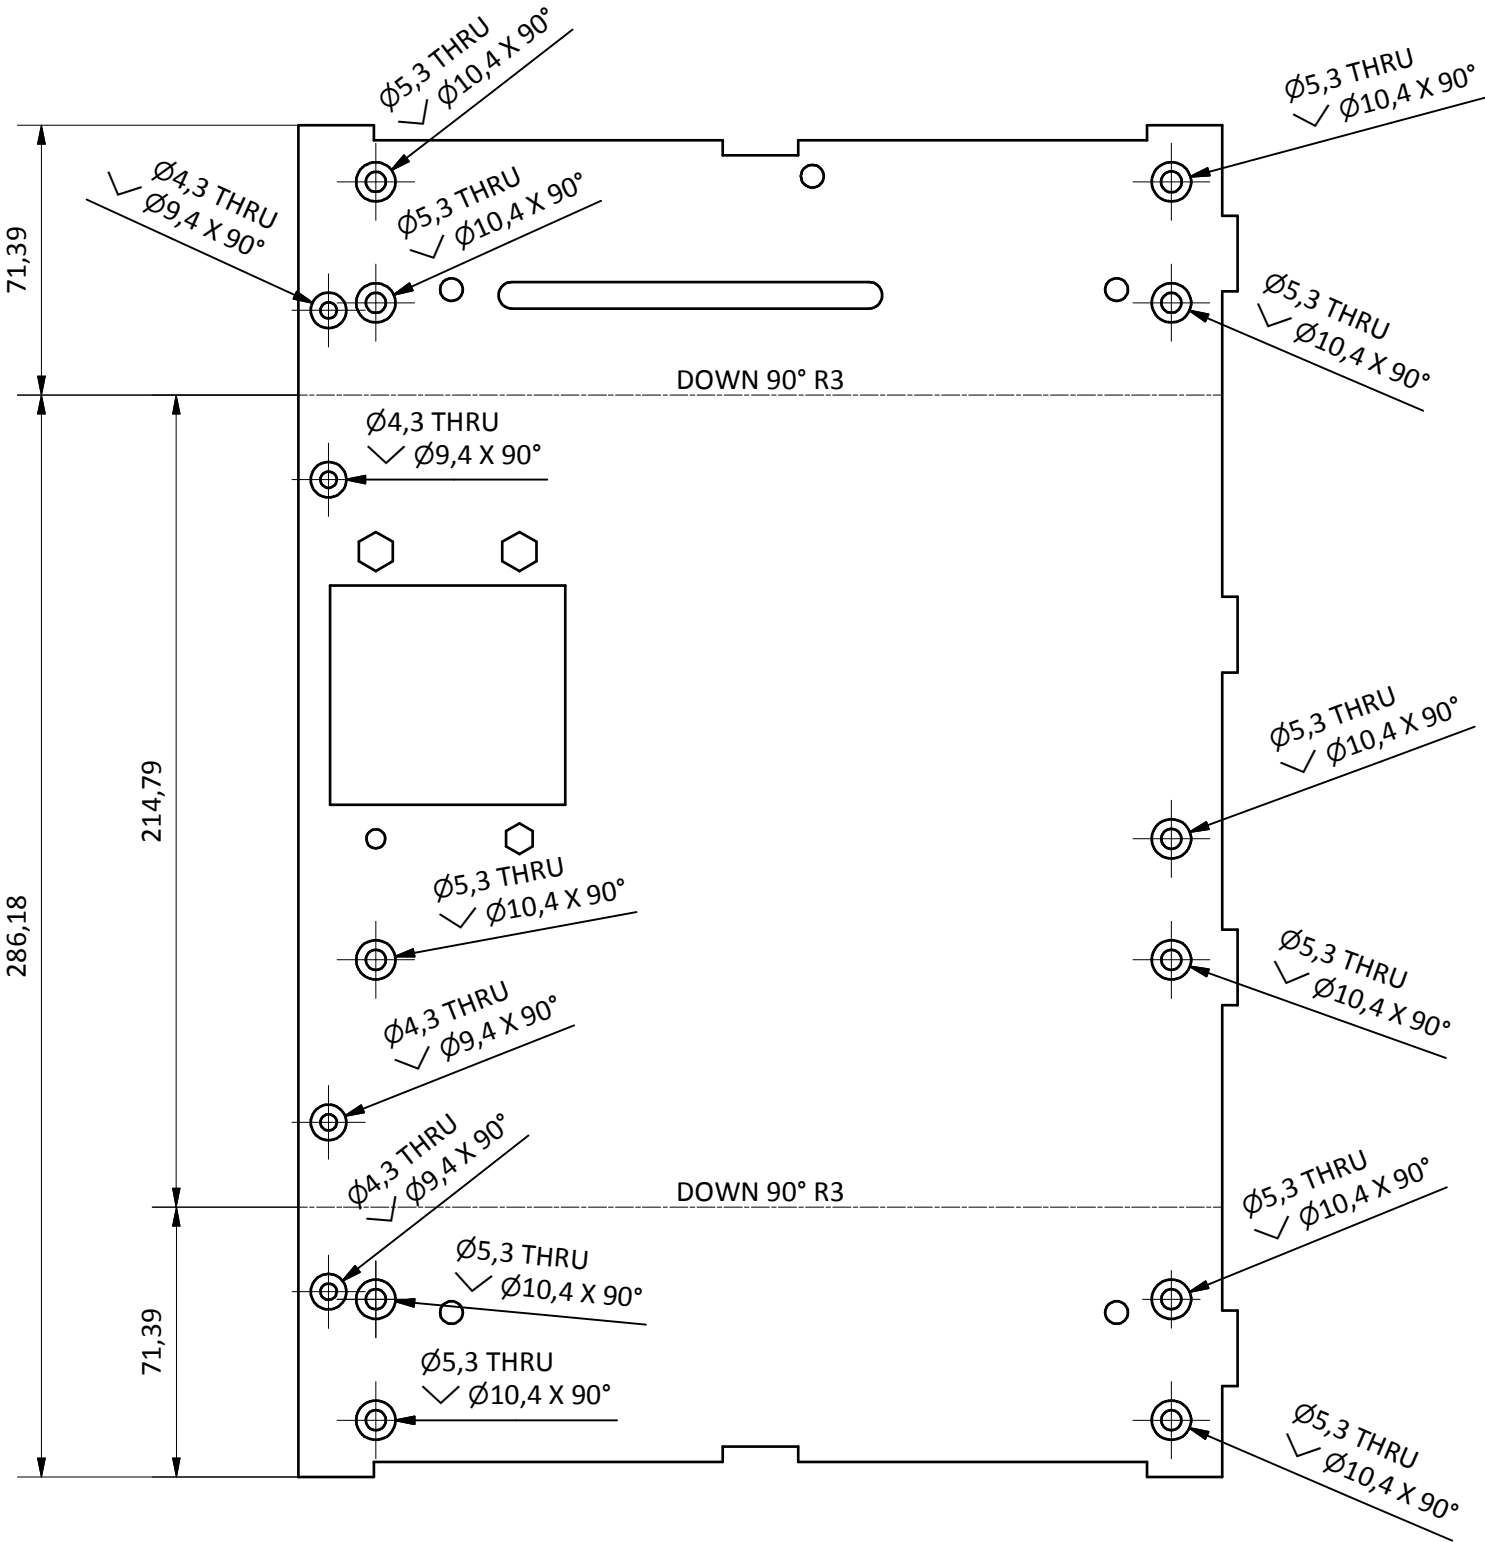 Ø5,3 THRU
⌵ Ø10,4 X 90°
Ø5,3 THRU
⌵ Ø10,4 X 90°
Ø4,3 THRU
⌵ Ø9,4 X 90°
Ø5,3 THRU
⌵ Ø10,4 X 90°
71,39
Ø5,3 THRU
⌵ Ø10,4 X 90°
DOWN 90° R3
Ø4,3 THRU
⌵ Ø9,4 X 90°
Ø5,3 THRU
⌵ Ø10,4 X 90°
214,79
Ø5,3 THRU
⌵ Ø10,4 X 90°
286,18
Ø5,3 THRU
⌵ Ø10,4 X 90°
Ø4,3 THRU
⌵ Ø9,4 X 90°
Ø4,3 THRU
⌵ Ø9,4 X 90°
DOWN 90° R3
Ø5,3 THRU
⌵ Ø10,4 X 90°
Ø5,3 THRU
⌵ Ø10,4 X 90°
71,39
Ø5,3 THRU
⌵ Ø10,4 X 90°
Ø5,3 THRU
⌵ Ø10,4 X 90°